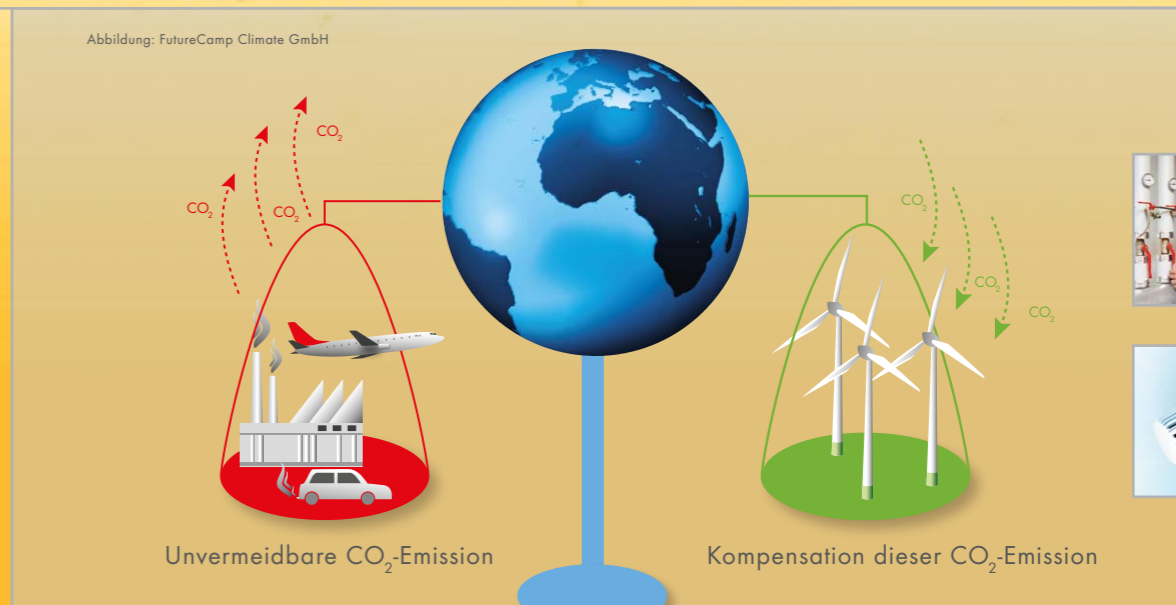 Abbildung: FutureCamp Climate GmbH
CO₂
CO₂
CO₂
CO₂
CO₂
CO₂
Unvermeidbare CO₂-Emission
Kompensation dieser CO₂-Emission